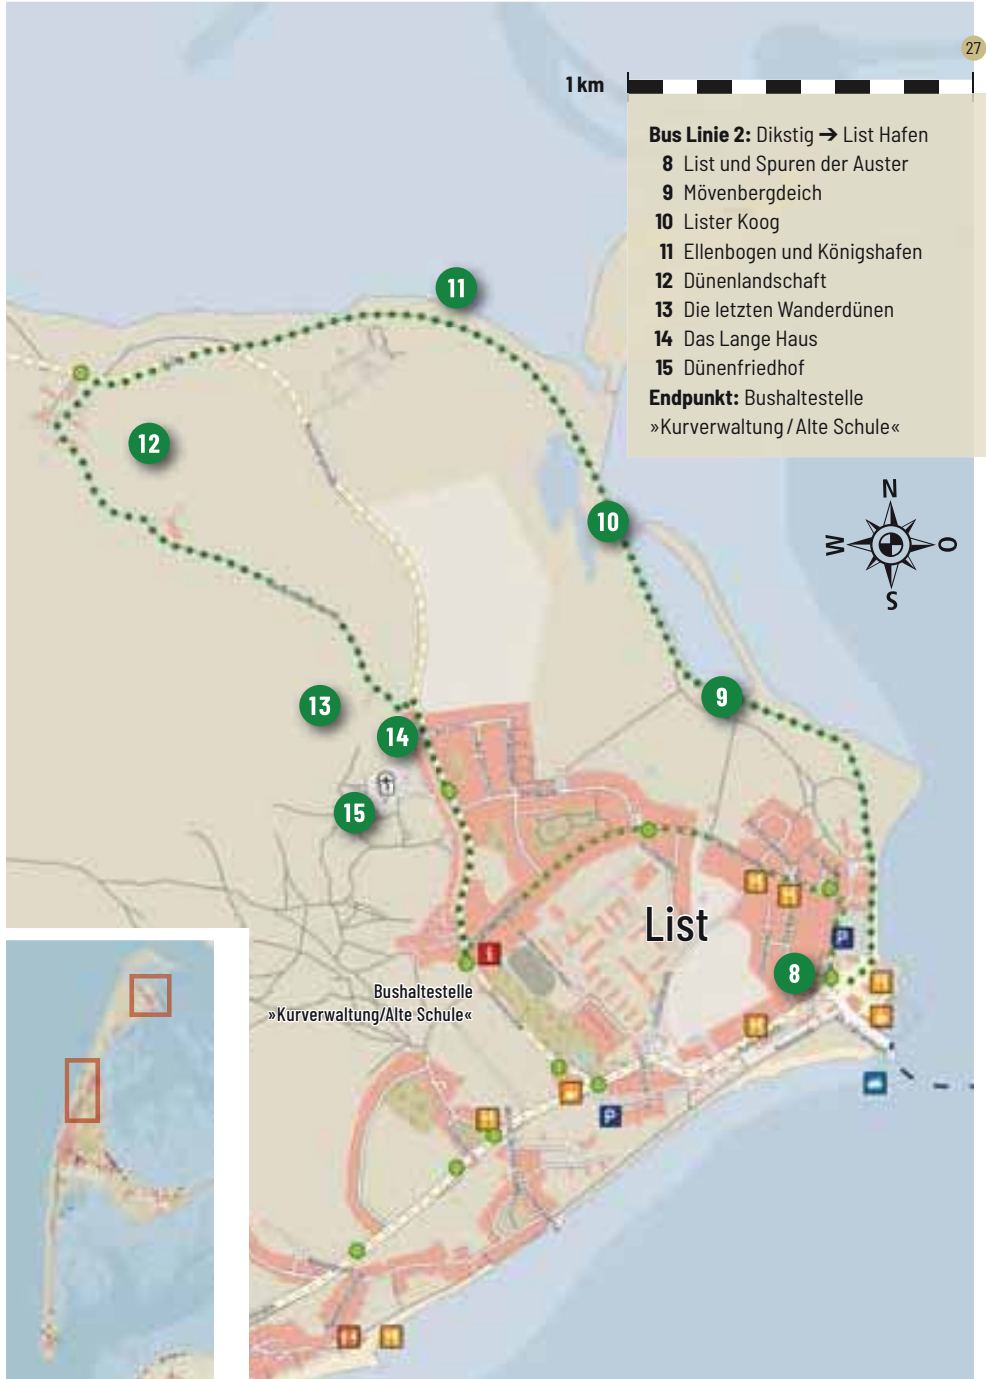 27
1 km
Bus Linie 2: Dikstig ➔ List Hafen
8 List und Spuren der Auster
9 Mövenbergdeich
10 Lister Koog
11 Ellenbogen und Königshafen
12 Dünenlandschaft
13 Die letzten Wanderdünen
14 Das Lange Haus
15 Dünenfriedhof
Endpunkt: Bushaltestelle
»Kurverwaltung/Alte Schule«
11
12
10
N
W
O
S
9
13
14
15
List
8
P
i
Bushaltestelle
»Kurverwaltung/Alte Schule«
P